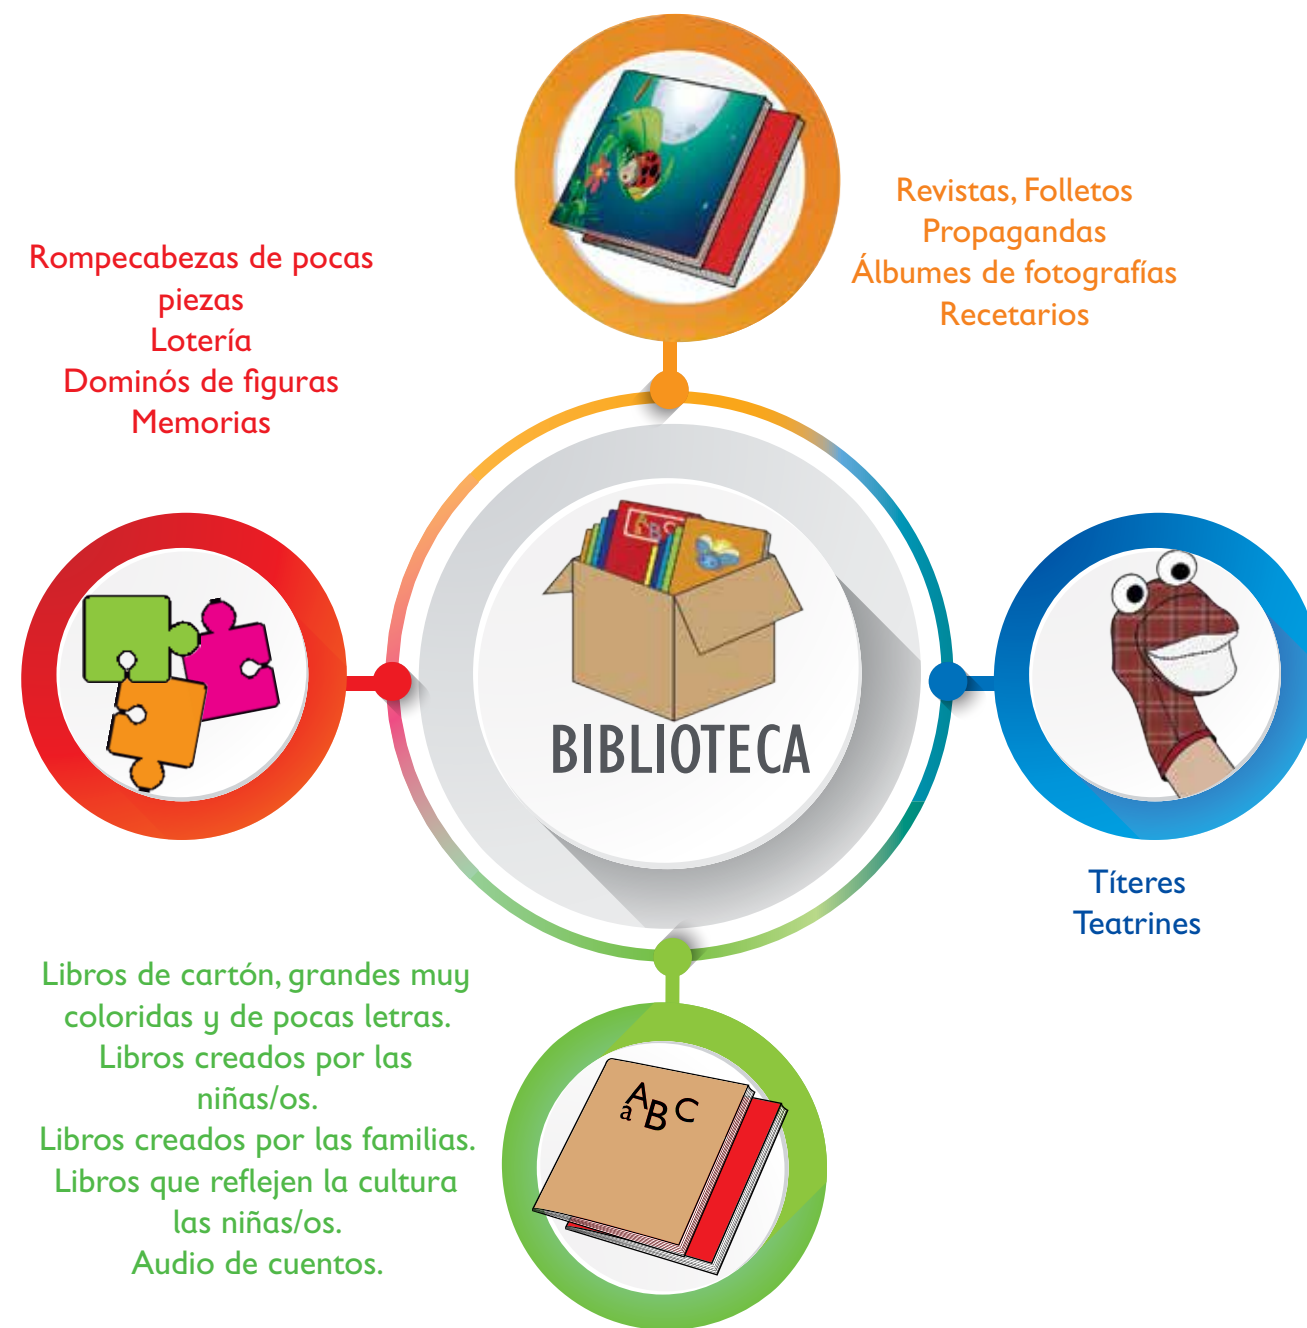 Revistas, Folletos
Propagandas
Álbumes de fotografías
Recetarios
Rompecabezas de pocas
piezas
Lotería
Dominós de figuras
Memorias
ABC
BIBLIOTECA
Títeres
Teatrines
Libros de cartón, grandes muy
coloridas y de pocas letras.
Libros creados por las
niñas/os.
Libros creados por las familias.
Libros que reflejen la cultura
las niñas/os.
Audio de cuentos.
aABC